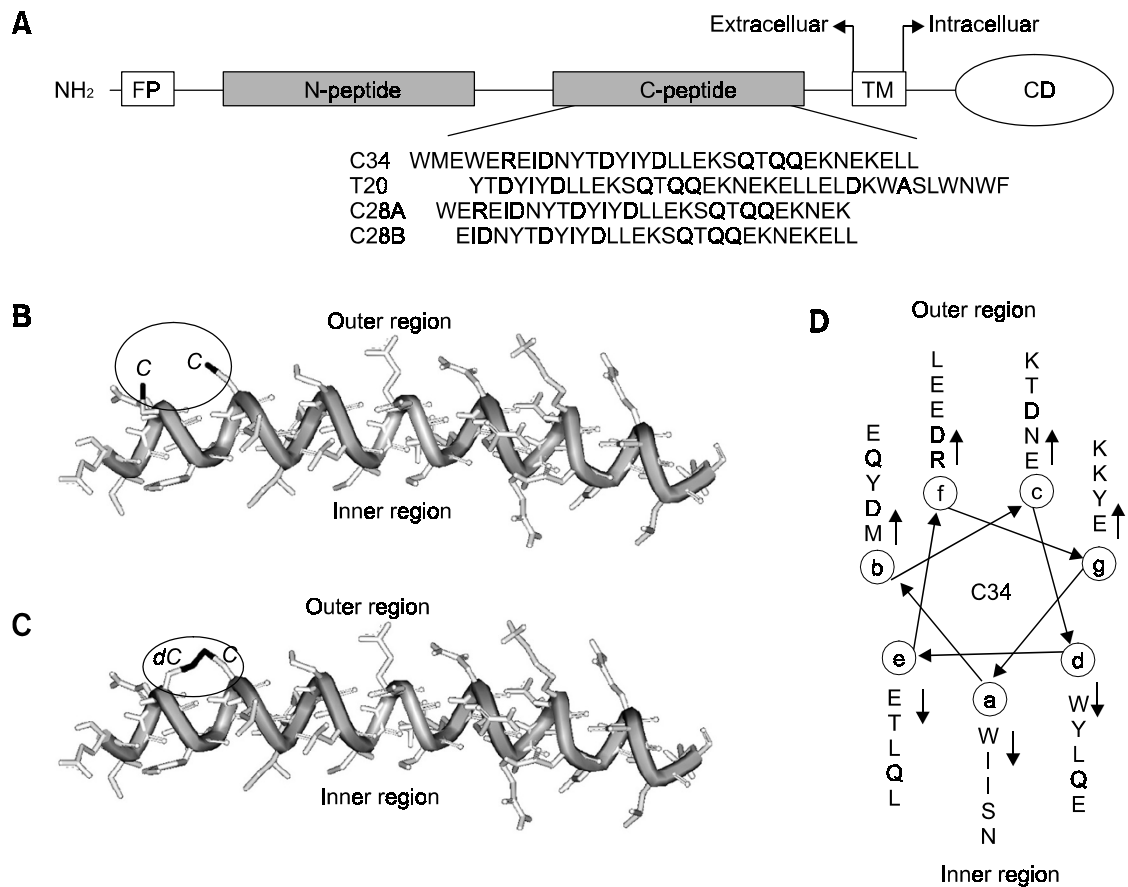 A
Extracelluar Intracelluar
NH2 FP N-peptide C-peptide TM CD
C34 WMEWEREIDNYTDYIYDLLEKSQTQQEKNEKELL
T20 YTDYIYDLLEKSQTQQEKNEKELLELDKWASLWNWF
C28A WEREIDNYTDYIYDLLEKSQTQQEKNEK
C28B EIDNYTDYIYDLLEKSQTQQEKNEKELL
B
Outer region
C C
Inner region
C
Outer region
dC C
Inner region
D
Outer region
L
E
E
D
R
f
K
T
D
N
E
c
E
Q
Y
D
M
b
K
K
Y
E
g
C34
e
E
T
L
Q
L
a
W
I
I
S
N
d
W
Y
L
Q
E
Inner region